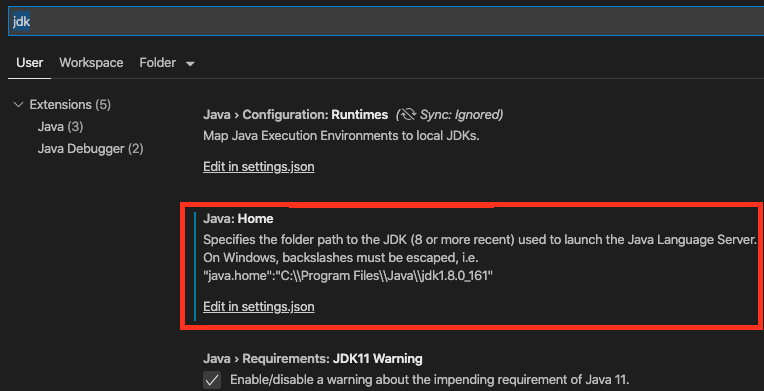 jdk
User Workspace Folder
Extensions (5)
Java (3)
Java Debugger (2)
Java › Configuration: Runtimes (Sync: Ignored)
Map Java Execution Environments to local JDKs.
Edit in settings.json
Java: Home
Specifies the folder path to the JDK (8 or more recent) used to launch the Java Language Server.
On Windows, backslashes must be escaped, i.e.
"java.home":"C:\\Program Files\\Java\\jdk1.8.0_161"
Edit in settings.json
Java › Requirements: JDK11 Warning
Enable/disable a warning about the impending requirement of Java 11.